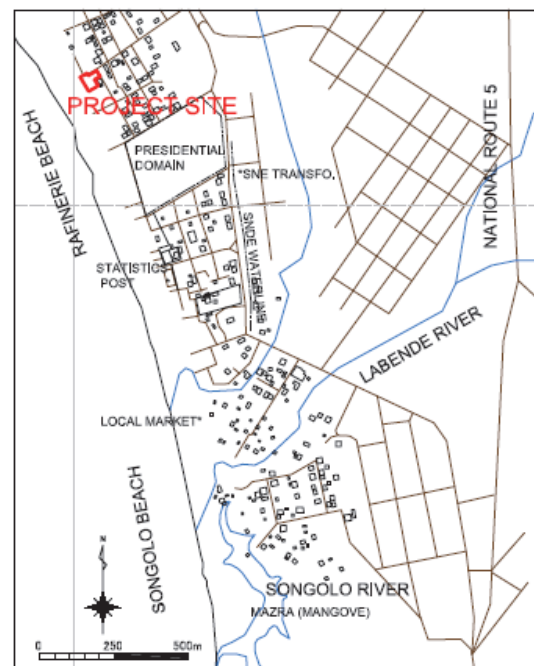 PROJECT SITE
RAFINERIE BEACH
PRESIDENTIAL
DOMAIN
*SNE TRANSFO.
NATIONAL ROUTE 5
STATISTICS
POST
SNDE WATERLINE
LABENDE RIVER
LOCAL MARKET*
SONGOLO BEACH
SONGOLO RIVER
MAZRA (MANGOVE)
N
0 250 500m